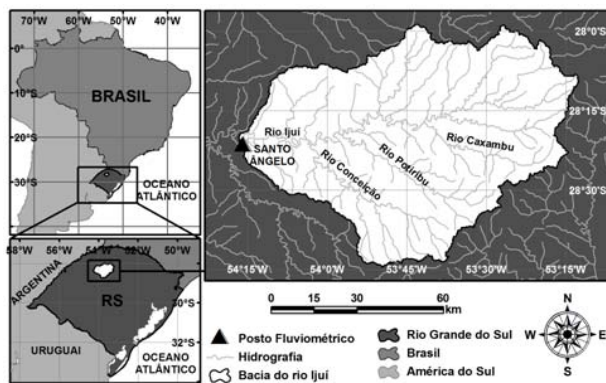 70°W 60°W 50°W 40°W
0°
0°S
BRASIL
10°S
20°S
30°S
OCEANO
ATLÂNTICO
58°W 56°W 54°W 52°W 50°W
ARGENTINA
RS
30°S
32°S
URUGUAI
OCEANO
ATLÂNTICO
28°0'S
28°15'S
28°30'S
Rio Ijuí
SANTO
ÂNGELO
Rio Conceição
Rio Potiribu
Rio Caxambu
54°15'W 54°0'W 53°45'W 53°30'W 53°15'W
0 15 30 60
km
Posto Fluviométrico
Hidrografia
Bacia do rio Ijuí
Rio Grande do Sul
Brasil
América do Sul
N
W E
S